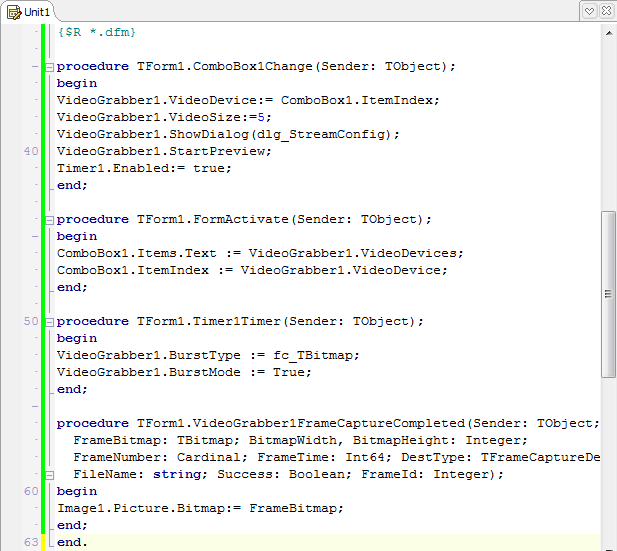 Unit1
{$R *.dfm}
procedure TForm1.ComboBox1Change(Sender: TObject);
begin
VideoGrabber1.VideoDevice:= ComboBox1.ItemIndex;
VideoGrabber1.VideoSize:=5;
VideoGrabber1.ShowDialog(dlg_StreamConfig);
40 VideoGrabber1.StartPreview;
Timer1.Enabled:= true;
end;
procedure TForm1.FormActivate(Sender: TObject);
begin
ComboBox1.Items.Text := VideoGrabber1.VideoDevices;
ComboBox1.ItemIndex := VideoGrabber1.VideoDevice;
end;
50 procedure TForm1.Timer1Timer(Sender: TObject);
begin
VideoGrabber1.BurstType := fc_TBitmap;
VideoGrabber1.BurstMode := True;
end;
procedure TForm1.VideoGrabber1FrameCaptureCompleted(Sender: TObject;
FrameBitmap: TBitmap; BitmapWidth, BitmapHeight: Integer;
FrameNumber: Cardinal; FrameTime: Int64; DestType: TFrameCaptureDe
FileName: string; Success: Boolean; FrameId: Integer);
60 begin
Image1.Picture.Bitmap:= FrameBitmap;
end;
63 end.